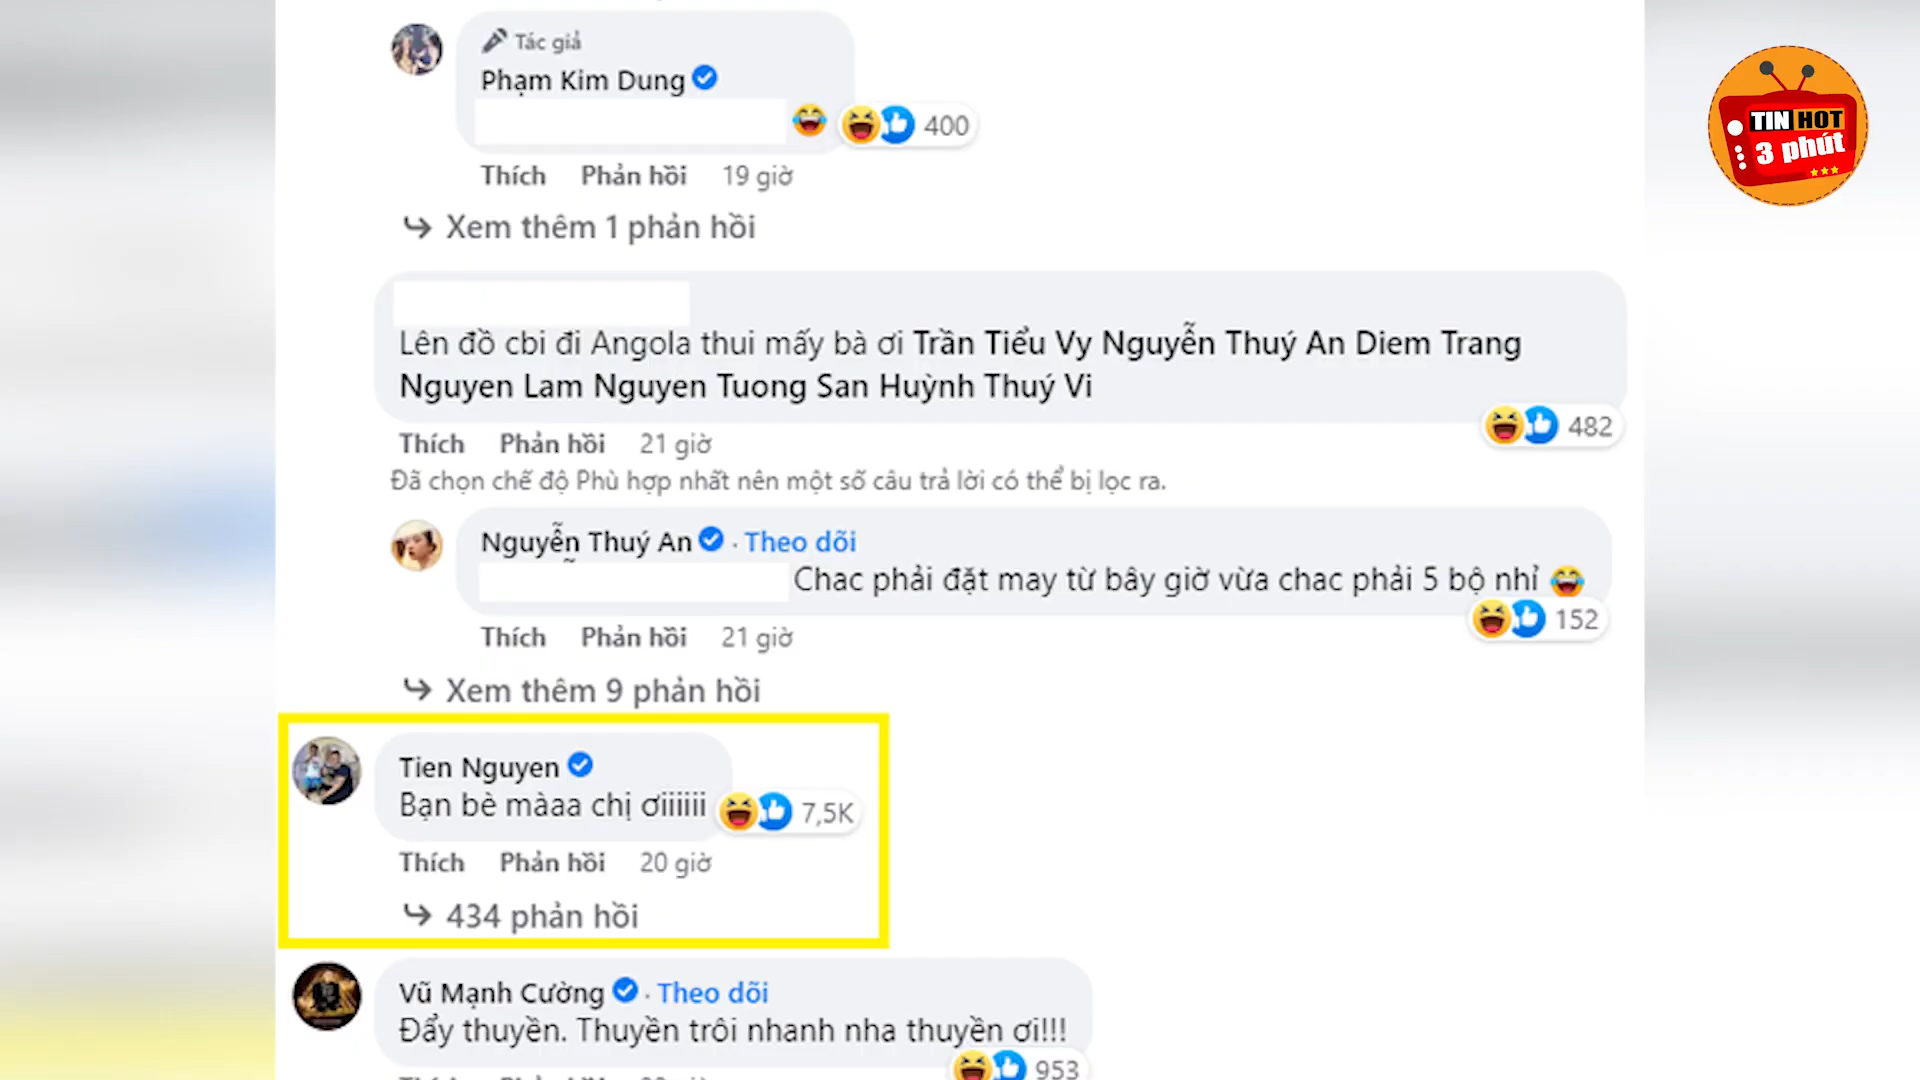 Tác giả
Phạm Kim Dung
400
Thích Phản hồi 19 giờ
Xem thêm 1 phản hồi
Lên đồ cbi đi Angola thui mấy bà ơi Trần Tiểu Vy Nguyễn Thuý An Diem Trang
Nguyen Lam Nguyen Tuong San Huỳnh Thuý Vi
482
Thích Phản hồi 21 giờ
Đã chọn chế độ Phù hợp nhất nên một số câu trả lời có thể bị lọc ra.
Nguyễn Thuý An · Theo dõi
Chac phải đặt may từ bây giờ vừa chac phải 5 bộ nhỉ
152
Thích Phản hồi 21 giờ
Xem thêm 9 phản hồi
Tien Nguyen
Bạn bè màaa chị ơiiiiii
7,5K
Thích Phản hồi 20 giờ
434 phản hồi
Vũ Mạnh Cường · Theo dõi
Đẩy thuyền. Thuyền trôi nhanh nha thuyền ơi!!!
953
TIN HOT
3 phút